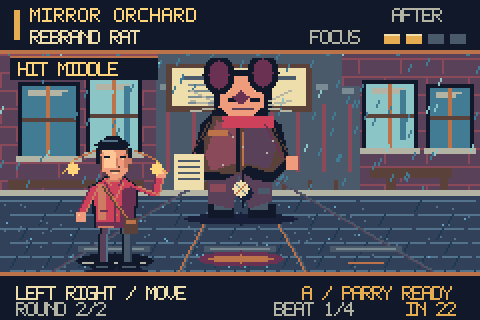 MIRROR ORCHARD
AFTER
REBRAND RAT
FOCUS
HIT MIDDLE
LEFT RIGHT / MOVE
A / PARRY READY
ROUND 2/2
BEAT 1/4
IN 22